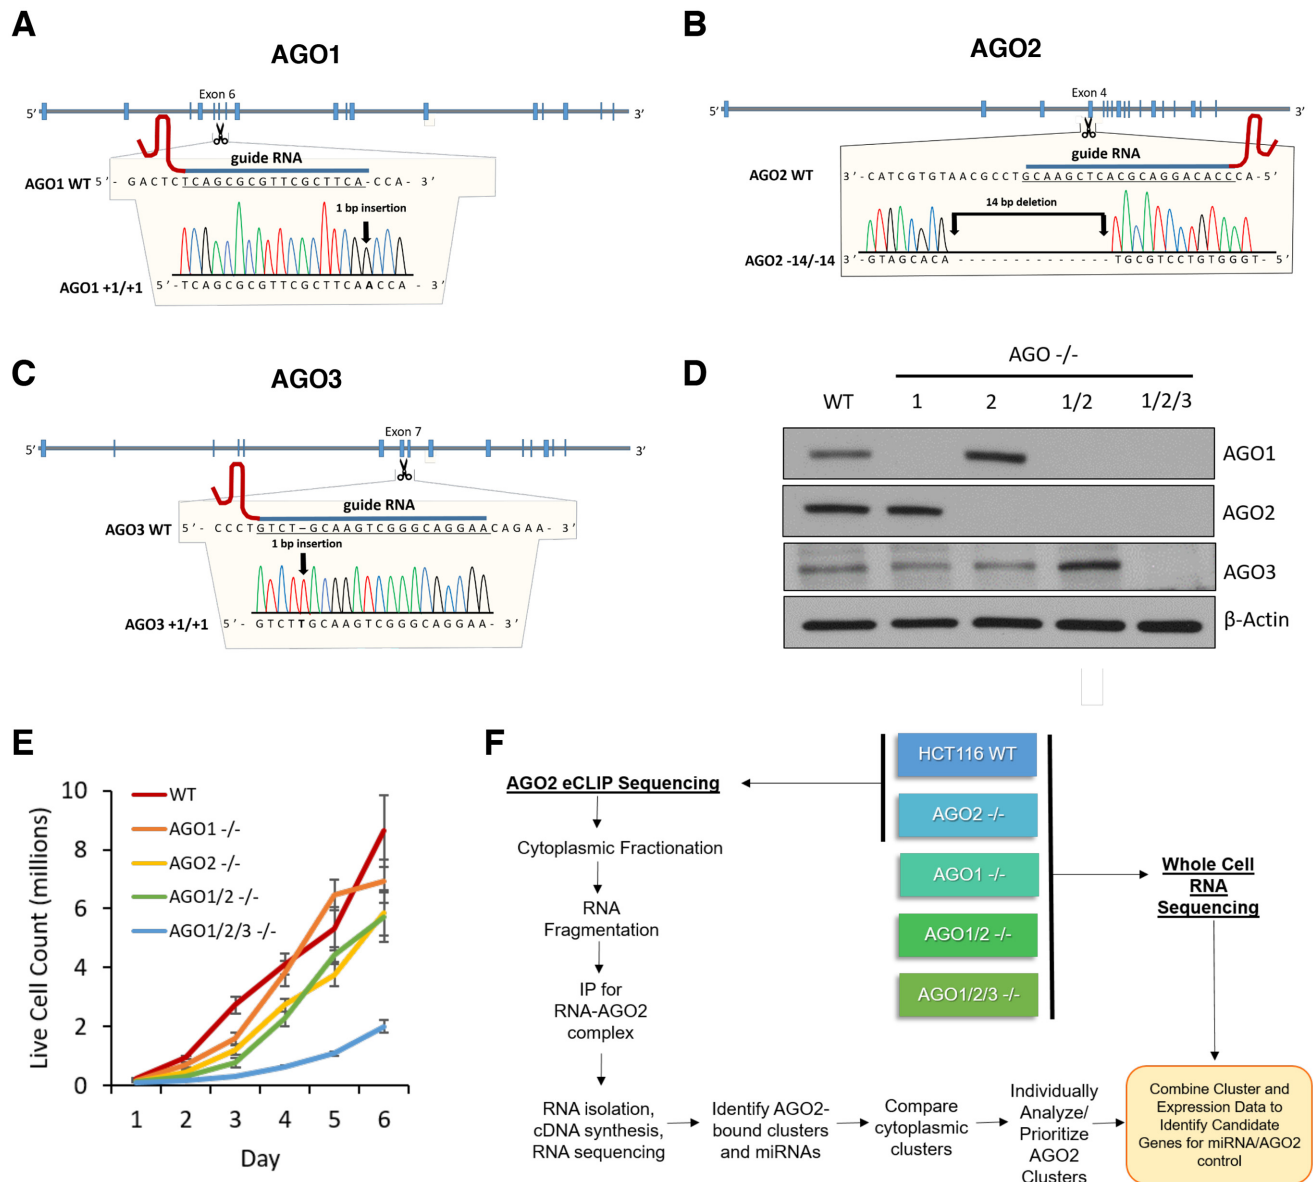 A
AGO1
Exon 6
5'
3'
guide RNA
AGO1 WT 5'- GACTCTCAGCGCGTTCGCTTCA-CCA- 3'
1 bp insertion
AGO1 +1/+1 5'-TCAGCGCGTTCGCTTCAACCA - 3'
B
AGO2
Exon 4
5'
3'
guide RNA
AGO2 WT 3'-CATCGTGTAACGCCTGCAAGCTCACGCAGGACACCCA-5'
14 bp deletion
AGO2 -14/-14 3'-GTAGCACA - - - - - - - - - - - - - - TGCGTCCTGTGGGT- 5'
C
AGO3
Exon 7
5'
3'
guide RNA
AGO3 WT 5'- CCCTGTCT-GCAAGTCGGGCAGGAACAGAA- 3'
1 bp insertion
AGO3 +1/+1 5'- GTCTTGCAAGTCGGGCAGGAA- 3'
D
AGO -/-
WT 1 2 1/2 1/2/3
AGO1
AGO2
AGO3
β-Actin
E
Live Cell Count (millions)
10
8
6
4
2
0
WT
AGO1 -/-
AGO2 -/-
AGO1/2 -/-
AGO1/2/3 -/-
1 2 3 4 5 6
Day
F
HCT116 WT
AGO2 -/-
AGO1 -/-
AGO1/2 -/-
AGO1/2/3 -/-
AGO2 eCLIP Sequencing
Cytoplasmic Fractionation
RNA
Fragmentation
IP for
RNA-AGO2
complex
RNA isolation,
cDNA synthesis,
RNA sequencing
Identify AGO2-
bound clusters
and miRNAs
Compare
cytoplasmic
clusters
Individually
Analyze/
Prioritize
AGO2
Clusters
Whole Cell
RNA
Sequencing
Combine Cluster and
Expression Data to
Identify Candidate
Genes for miRNA/AGO2
control